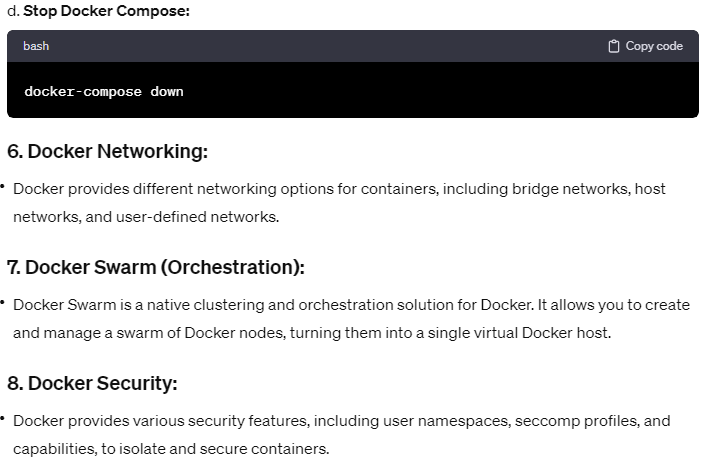 d. Stop Docker Compose:
bash
Copy code
docker-compose down
6. Docker Networking:
• Docker provides different networking options for containers, including bridge networks, host
networks, and user-defined networks.
7. Docker Swarm (Orchestration):
• Docker Swarm is a native clustering and orchestration solution for Docker. It allows you to create
and manage a swarm of Docker nodes, turning them into a single virtual Docker host.
8. Docker Security:
• Docker provides various security features, including user namespaces, seccomp profiles, and
capabilities, to isolate and secure containers.